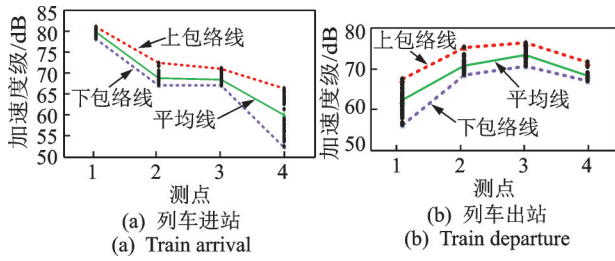 加速度级/dB
85
80
75
70
65
60
55
50
上包络线
下包络线
平均线
1 2 3 4
测点
(a) 列车进站
(a) Train arrival
加速度级/dB
80
70
60
50
上包络线
平均线
下包络线
1 2 3 4
测点
(b) 列车出站
(b) Train departure